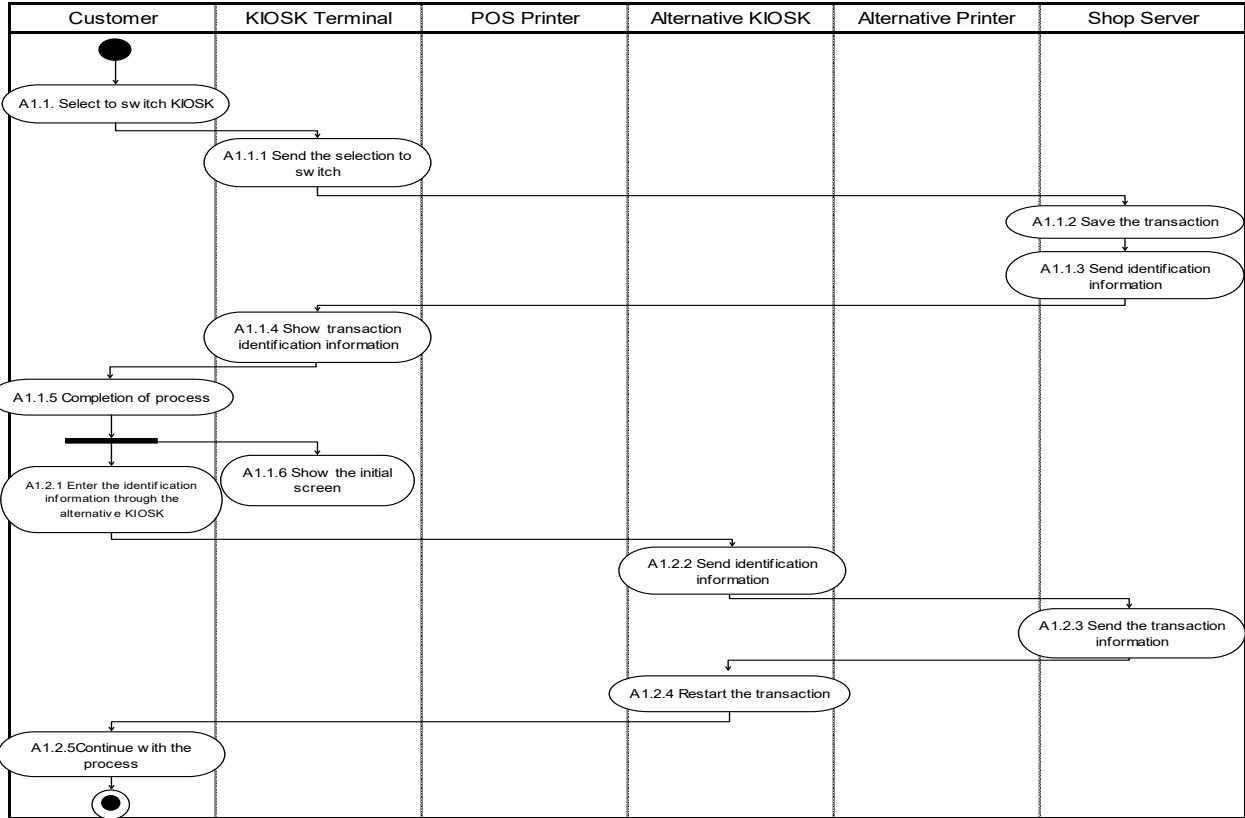 Customer
KIOSK Terminal
POS Printer
Alternative KIOSK
Alternative Printer
Shop Server
A1.1. Select to switch KIOSK
A1.1.1 Send the selection to
switch
A1.1.2 Save the transaction
A1.1.3 Send identification
information
A1.1.4 Show transaction
identification information
A1.1.5 Completion of process
A1.1.6 Show the initial
screen
A1.2.1 Enter the identification
information through the
alternative KIOSK
A1.2.2 Send identification
information
A1.2.3 Send the transaction
information
A1.2.4 Restart the transaction
A1.2.5Continue with the
process